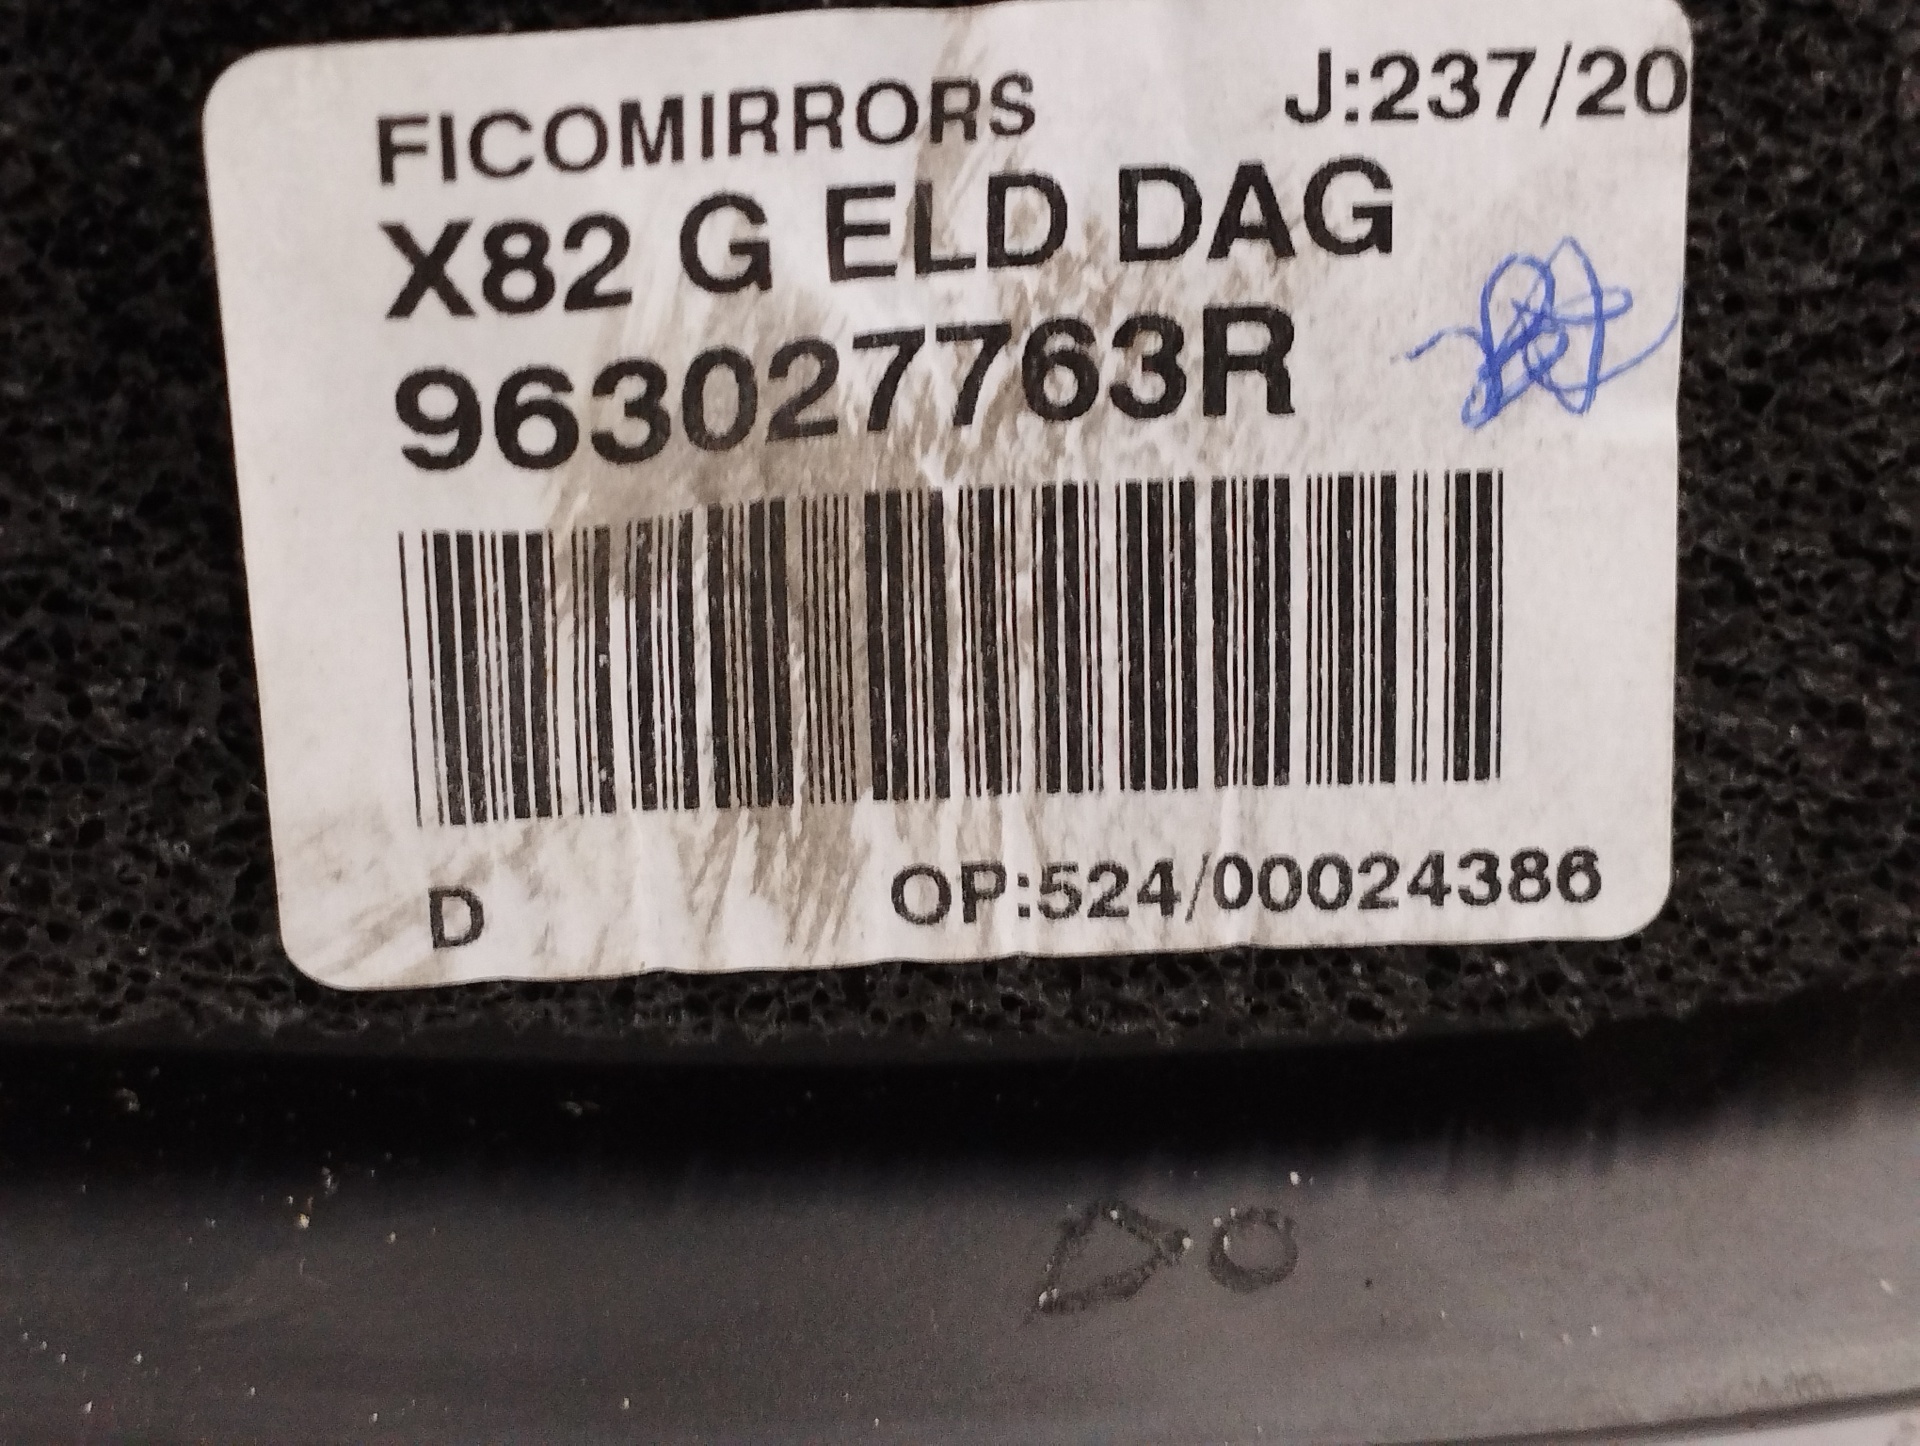 FICOMIRRORS J:237/20
X82 G ELD DAG
963027763R
D OP:524/00024386